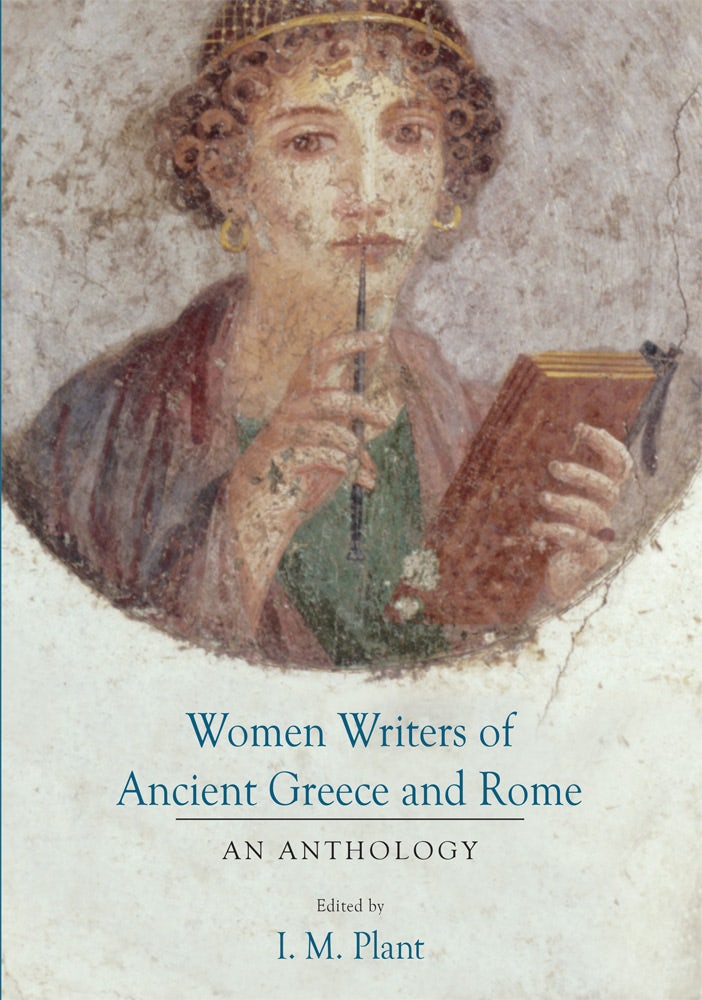 Women Writers of
Ancient Greece and Rome
AN ANTHOLOGY
Edited by
I. M. Plant